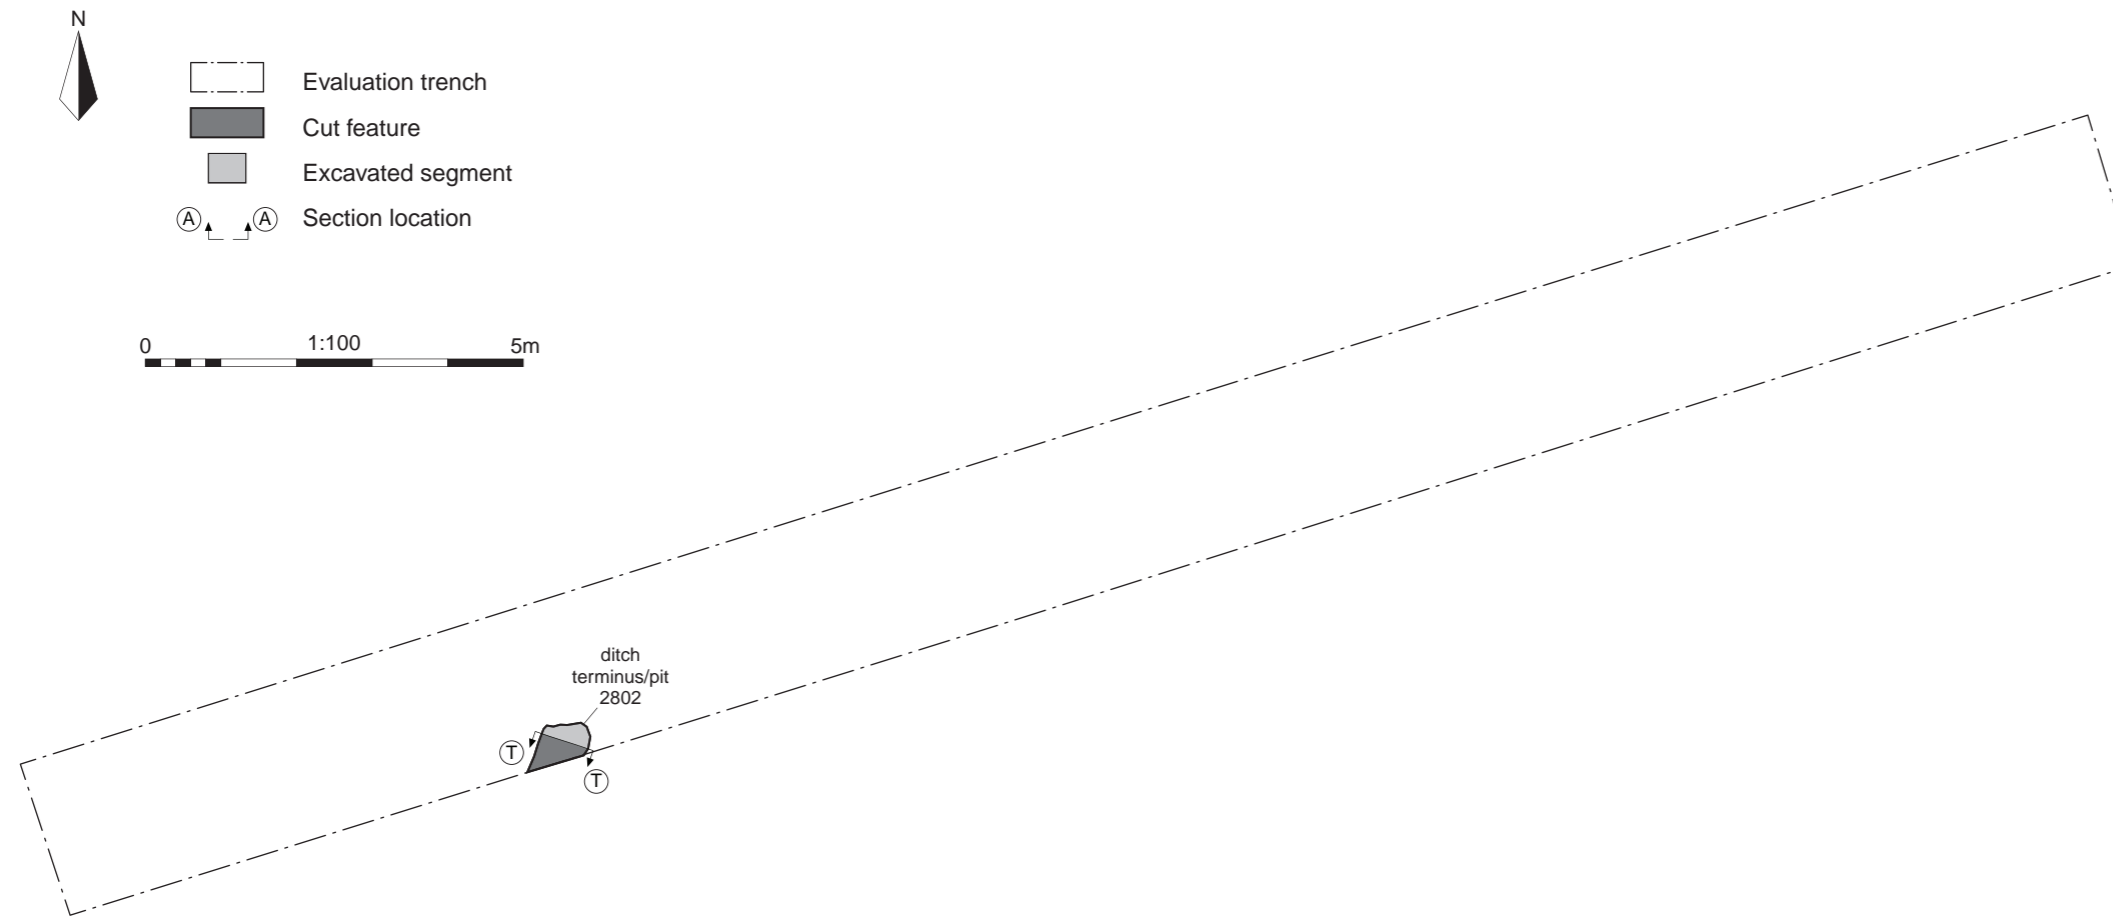 N
Evaluation trench
Cut feature
Excavated segment
A A Section location
0 1:100 5m
ditch
terminus/pit
2802
T
T